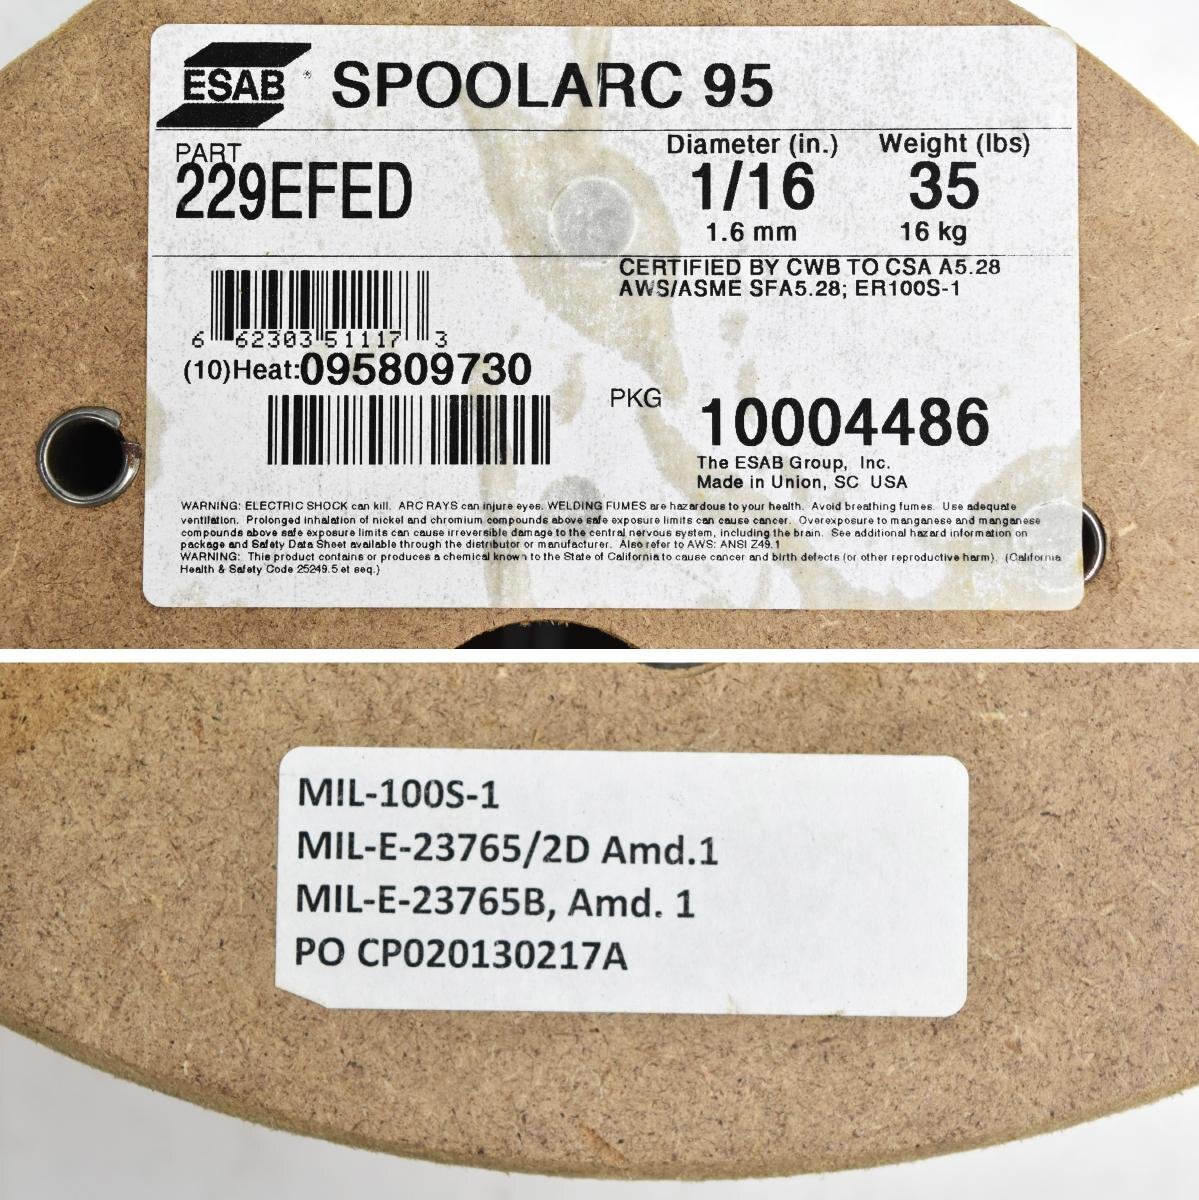 ESAB SPOOLARC 95
PART
229EFED
Diameter (in.) Weight (lbs)
1/16 35
1.6 mm 16 kg
CERTIFIED BY CWB TO CSA A5.28
AWS/ASME SFA5.28; ER100S-1
6 62303 51117 3
(10)Heat:095809730
PKG 10004486
The ESAB Group, Inc.
Made in Union, SC USA
WARNING: ELECTRIC SHOCK can kill. ARC RAYS can injure eyes. WELDING FUMES are hazardous to your health. Avoid breathing fumes. Use adequate
ventilation. Prolonged inhalation of nickel and chromium compounds above safe exposure limits can cause cancer. Overexposure to manganese and manganese
compounds above safe exposure limits can cause irreversible damage to the central nervous system, including the brain. See additional hazard information on
package and Safety Data Sheet available through the distributor or manufacturer. Also refer to AWS: ANSI Z49.1
WARNING: This product contains or produces a chemical known to the State of California to cause cancer and birth defects (or other reproductive harm). (California
Health & Safety Code 25249.5 et seq.)
MIL-100S-1
MIL-E-23765/2D Amd.1
MIL-E-23765B, Amd. 1
PO CP020130217A